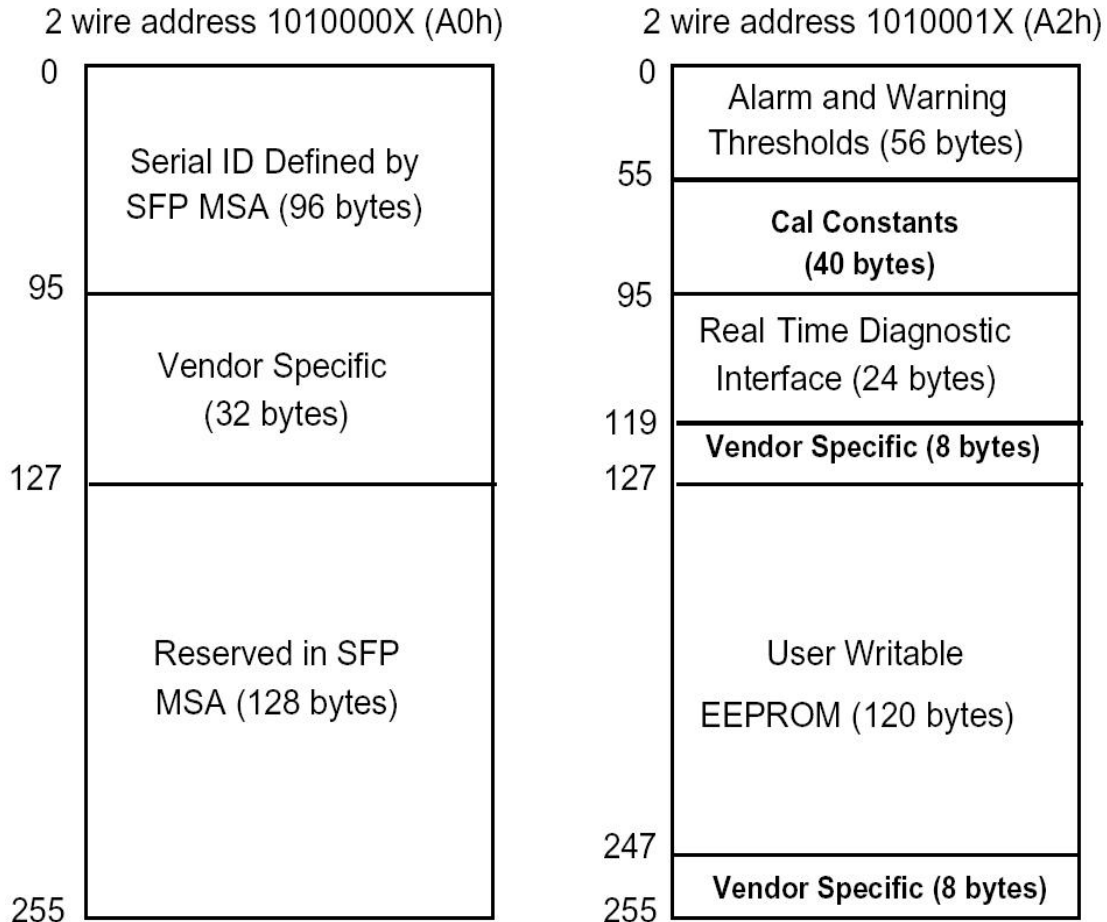 2 wire address 1010000X (A0h)
0
Serial ID Defined by
SFP MSA (96 bytes)
95
Vendor Specific
(32 bytes)
127
Reserved in SFP
MSA (128 bytes)
255
2 wire address 1010001X (A2h)
0
Alarm and Warning
Thresholds (56 bytes)
55
Cal Constants
(40 bytes)
95
Real Time Diagnostic
Interface (24 bytes)
119
Vendor Specific (8 bytes)
127
User Writable
EEPROM (120 bytes)
247
Vendor Specific (8 bytes)
255